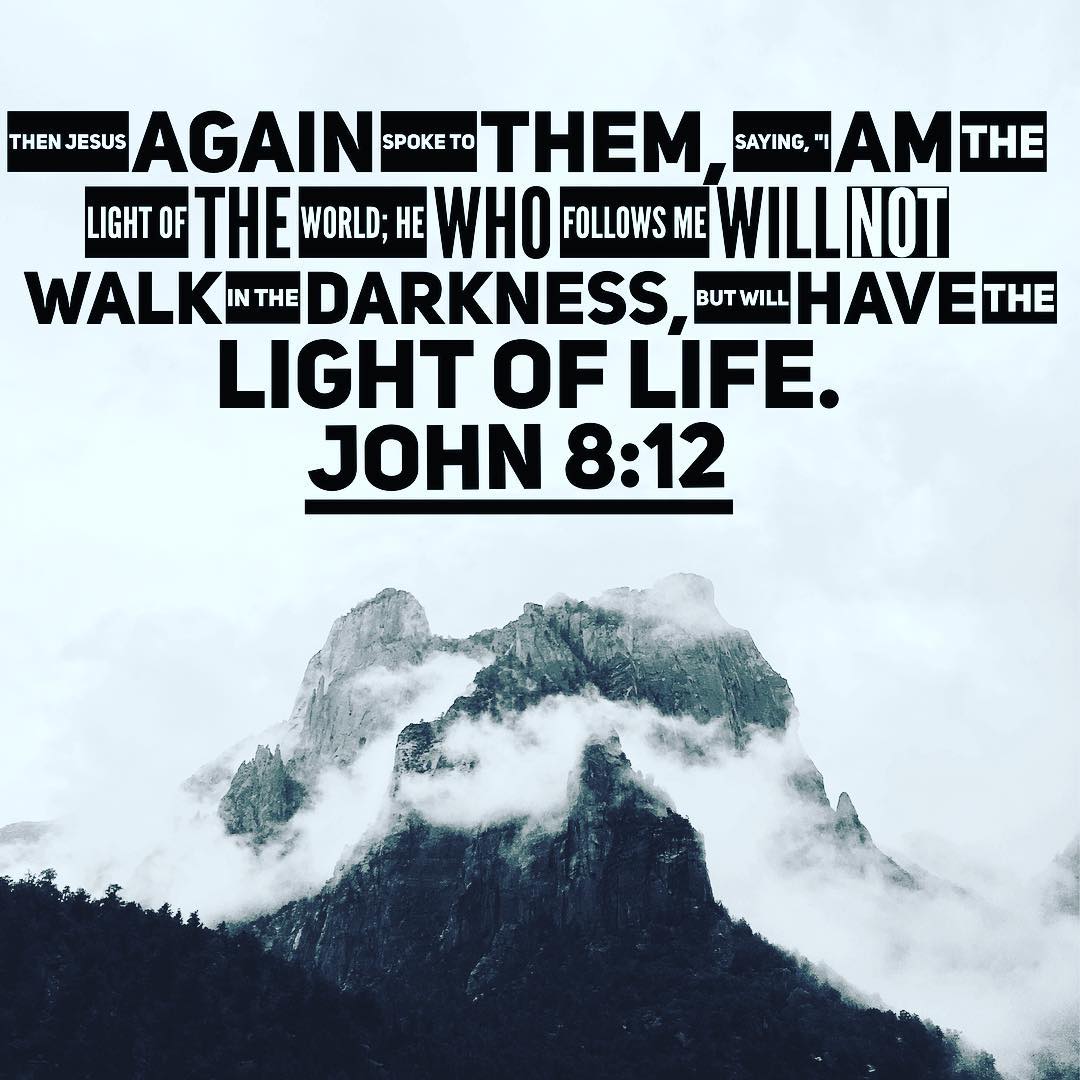 THEN JESUS AGAIN SPOKE TO THEM, SAYING, "I AM THE
LIGHT OF THE WORLD; HE WHO FOLLOWS ME WILL NOT
WALK IN THE DARKNESS, BUT WILL HAVE THE
LIGHT OF LIFE.
JOHN 8:12